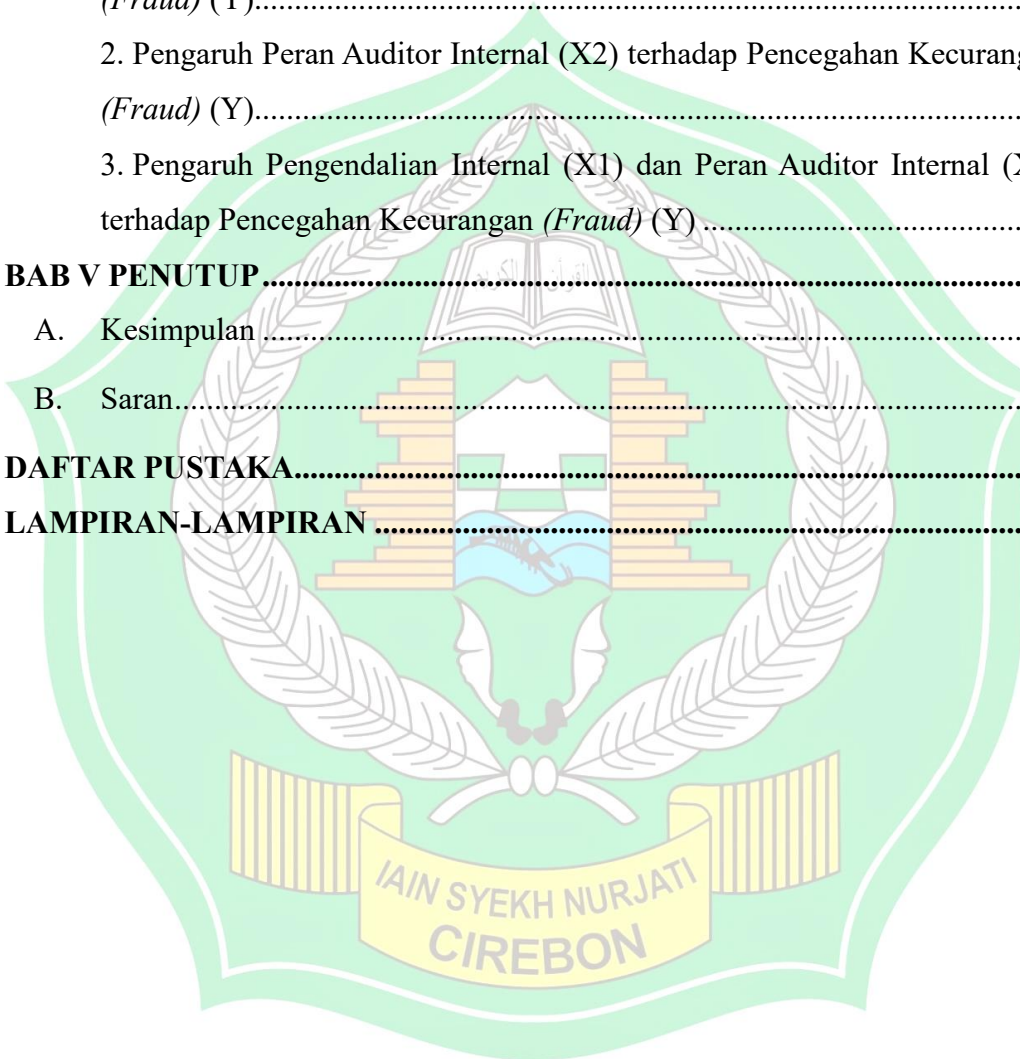 (Fraud) (Y)..........................................................................................
2. Pengaruh Peran Auditor Internal (X2) terhadap Pencegahan Kecurang
(Fraud) (Y)..........................................................................................
3. Pengaruh Pengendalian Internal (X1) dan Peran Auditor Internal (X
terhadap Pencegahan Kecurangan (Fraud) (Y) .....................................
BAB V PENUTUP..................................................................................
A. Kesimpulan ......................................................................................
B. Saran................................................................................................
DAFTAR PUSTAKA...............................................................................
LAMPIRAN-LAMPIRAN ........................................................................
IAIN SYEKH NURJATI
CIREBON